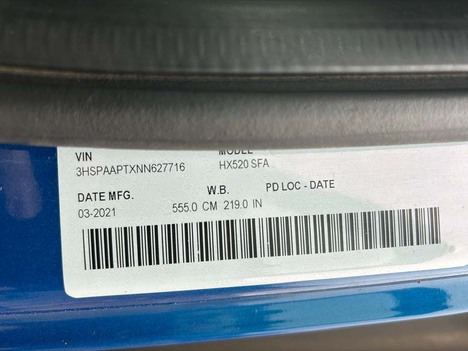 VIN MODEL
3HSPAAPTXNN627716 HX520 SFA
DATE MFG. W.B. PD LOC - DATE
03-2021 555.0 CM 219.0 IN